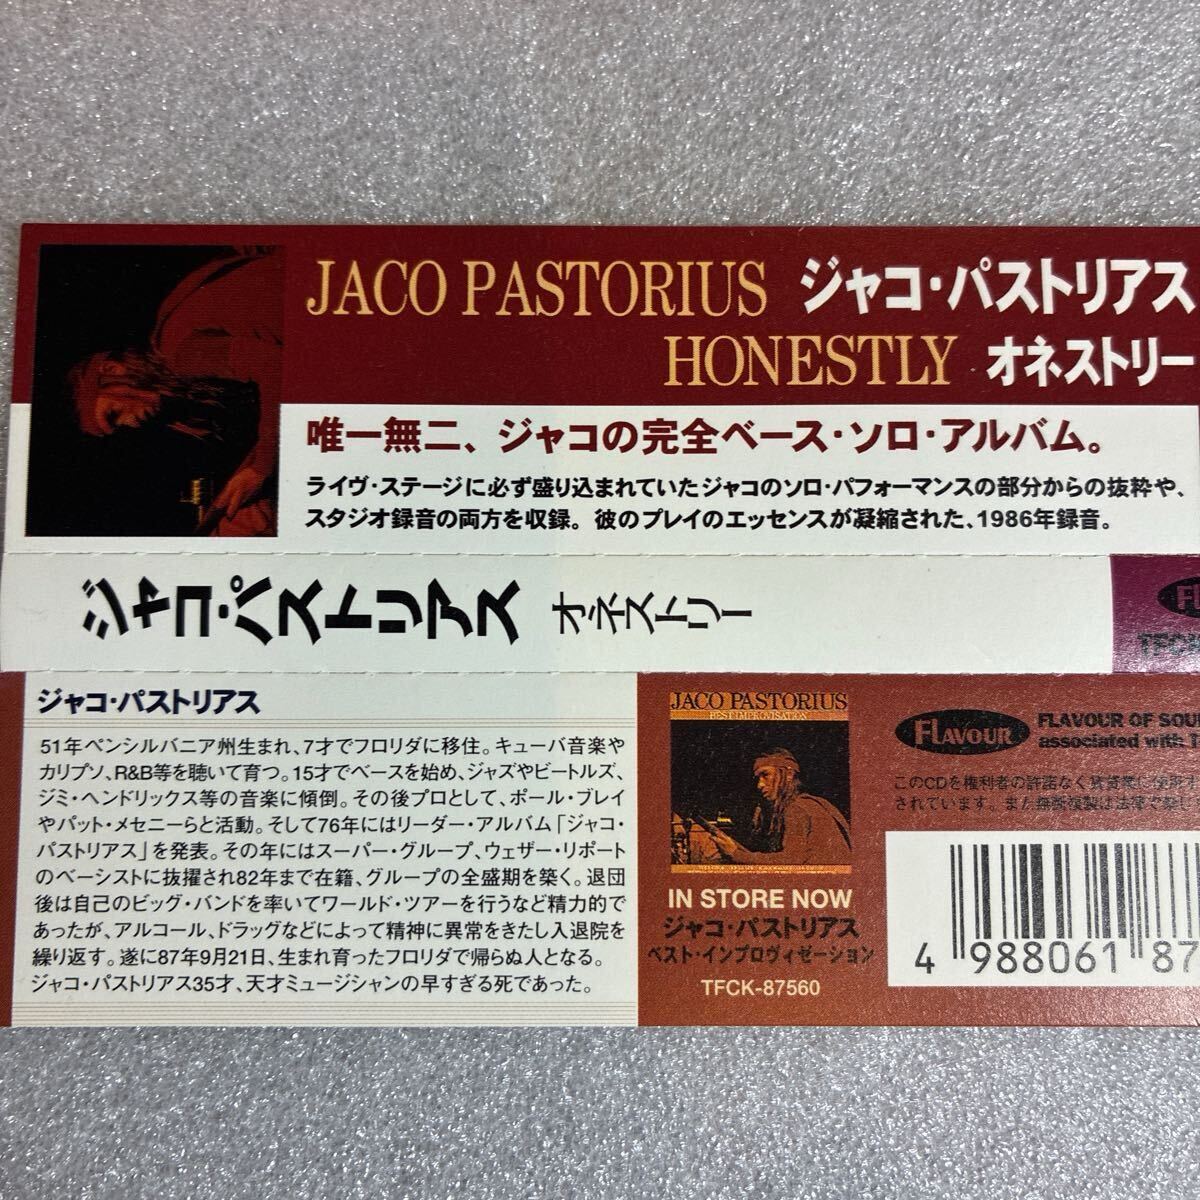 JACO PASTORIUS ジャコ・パストリアス
HONESTLY オネストリー
唯一無二、ジャコの完全ベース・ソロ・アルバム。
ライヴ・ステージに必ず盛り込まれていたジャコのソロ・パフォーマンスの部分からの抜粋や、
スタジオ録音の両方を収録。彼のプレイのエッセンスが凝縮された、1986年録音。
ジャコ・パストリアス オネストリー
TFCK
ジャコ・パストリアス
51年ペンシルバニア州生まれ、7才でフロリダに移住。キューバ音楽や
カリプソ、R&B等を聴いて育つ。15才でベースを始め、ジャズやビートルズ、
ジミ・ヘンドリックス等の音楽に傾倒。その後プロとして、ポール・ブレイ
やパット・メセニーらと活動。そして76年にはリーダー・アルバム「ジャコ・
パストリアス」を発表。その年にはスーパー・グループ、ウェザー・リポート
のベーシストに抜擢され82年まで在籍、グループの全盛期を築く。退団
後は自己のビッグ・バンドを率いてワールド・ツアーを行うなど精力的で
あったが、アルコール、ドラッグなどによって精神に異常をきたし入退院を
繰り返す。遂に87年9月21日、生まれ育ったフロリダで帰らぬ人となる。
ジャコ・パストリアス35才、天才ミュージシャンの早すぎる死であった。
JACO PASTORIUS
BEST IMPROVISATION
IN STORE NOW
ジャコ・パストリアス
ベスト・インプロヴィゼーション
TFCK-87560
FLAVOUR
FLAVOUR OF SOU
associated with T
このCDを権利者の許諾なく賃貸業に使用す
されています。また無断複製は法律で禁じ
4 988061 87